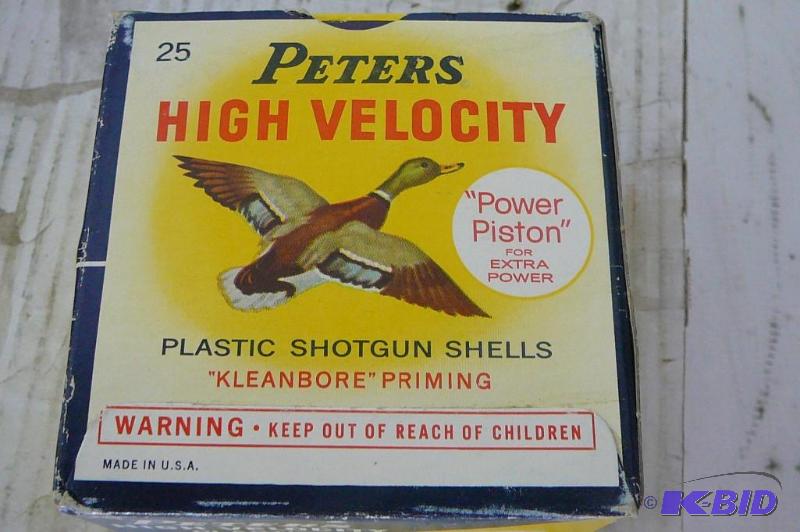 25
PETERS
HIGH VELOCITY
"Power
Piston"
FOR
EXTRA
POWER
PLASTIC SHOTGUN SHELLS
"KLEANBORE" PRIMING
WARNING • KEEP OUT OF REACH OF CHILDREN
MADE IN U.S.A.
© K-BID